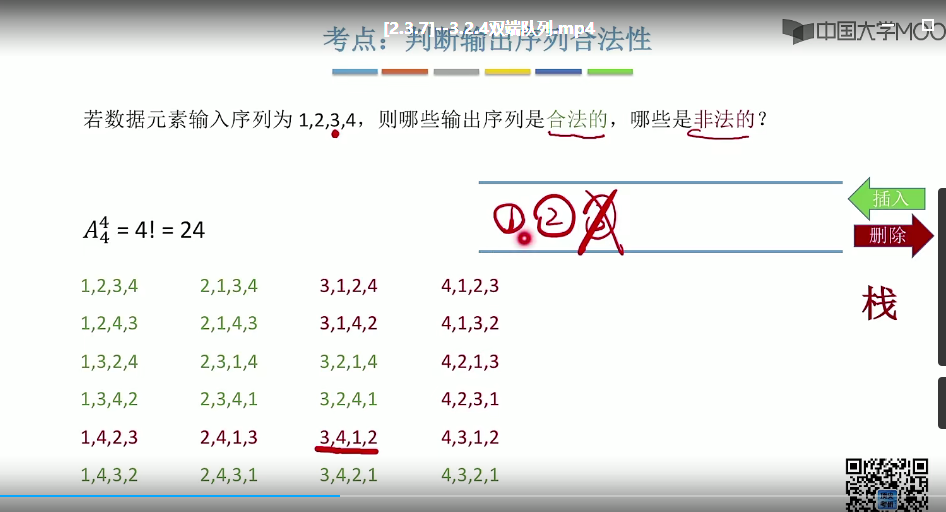 [2.3.7]--3.2.4双端队列.mp4
中国大学MOO
考点：判断输出序列合法性
若数据元素输入序列为 1,2,3,4，则哪些输出序列是合法的，哪些是非法的？
插入
① ② ③
删除
A₄⁴ = 4! = 24
栈
1,2,3,4 2,1,3,4 3,1,2,4 4,1,2,3
1,2,4,3 2,1,4,3 3,1,4,2 4,1,3,2
1,3,2,4 2,3,1,4 3,2,1,4 4,2,1,3
1,3,4,2 2,3,4,1 3,2,4,1 4,2,3,1
1,4,2,3 2,4,1,3 3,4,1,2 4,3,1,2
1,4,3,2 2,4,3,1 3,4,2,1 4,3,2,1